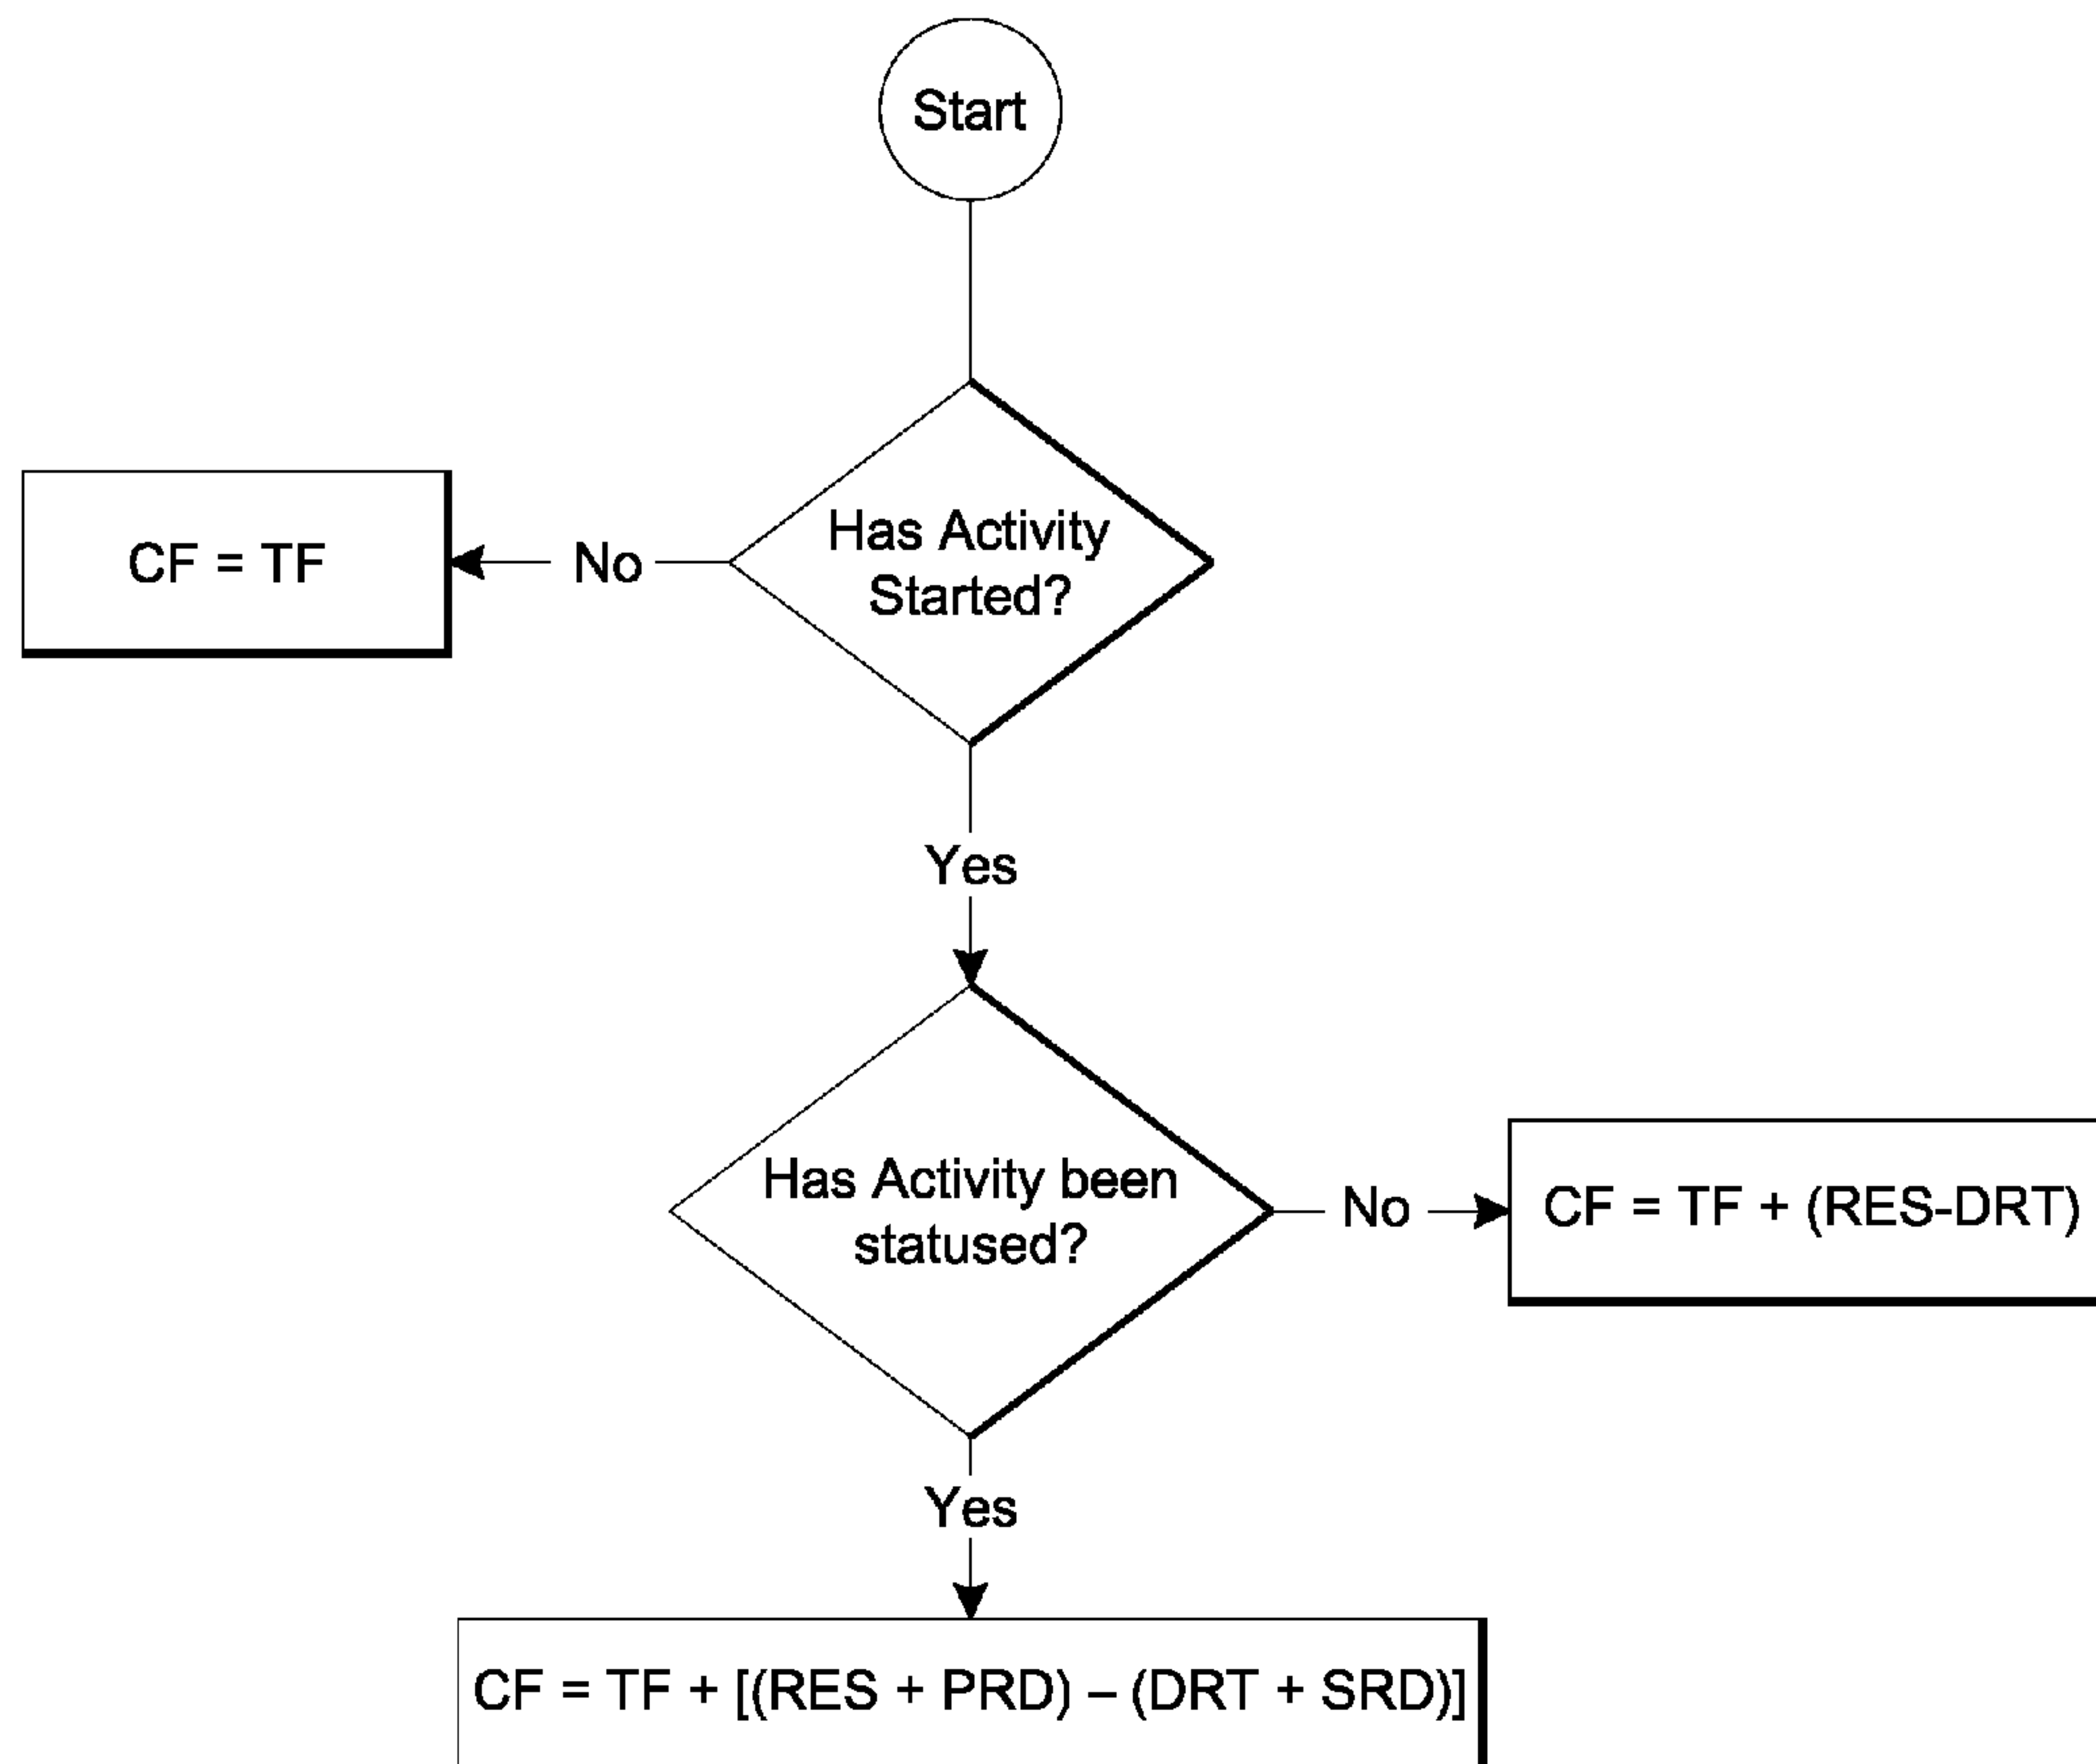 Start
Has Activity
Started?
No
CF = TF
Yes
Has Activity been
statused?
No
CF = TF + (RES-DRT)
Yes
CF = TF + [(RES + PRD) – (DRT + SRD))]